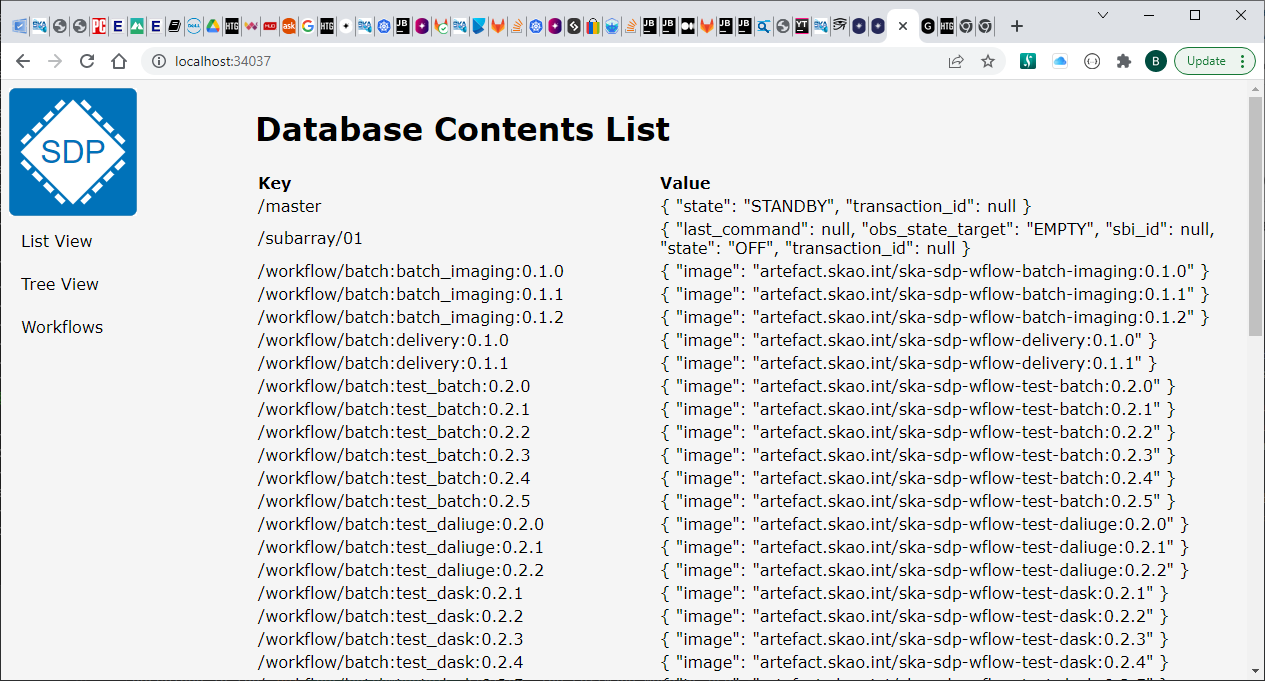 localhost:34037
B
Update
SDP
List View
Tree View
Workflows
Database Contents List
Key Value
/master { "state": "STANDBY", "transaction_id": null }
/subarray/01 { "last_command": null, "obs_state_target": "EMPTY", "sbi_id": null,
"state": "OFF", "transaction_id": null }
/workflow/batch:batch_imaging:0.1.0 { "image": "artefact.skao.int/ska-sdp-wflow-batch-imaging:0.1.0" }
/workflow/batch:batch_imaging:0.1.1 { "image": "artefact.skao.int/ska-sdp-wflow-batch-imaging:0.1.1" }
/workflow/batch:batch_imaging:0.1.2 { "image": "artefact.skao.int/ska-sdp-wflow-batch-imaging:0.1.2" }
/workflow/batch:delivery:0.1.0 { "image": "artefact.skao.int/ska-sdp-wflow-delivery:0.1.0" }
/workflow/batch:delivery:0.1.1 { "image": "artefact.skao.int/ska-sdp-wflow-delivery:0.1.1" }
/workflow/batch:test_batch:0.2.0 { "image": "artefact.skao.int/ska-sdp-wflow-test-batch:0.2.0" }
/workflow/batch:test_batch:0.2.1 { "image": "artefact.skao.int/ska-sdp-wflow-test-batch:0.2.1" }
/workflow/batch:test_batch:0.2.2 { "image": "artefact.skao.int/ska-sdp-wflow-test-batch:0.2.2" }
/workflow/batch:test_batch:0.2.3 { "image": "artefact.skao.int/ska-sdp-wflow-test-batch:0.2.3" }
/workflow/batch:test_batch:0.2.4 { "image": "artefact.skao.int/ska-sdp-wflow-test-batch:0.2.4" }
/workflow/batch:test_batch:0.2.5 { "image": "artefact.skao.int/ska-sdp-wflow-test-batch:0.2.5" }
/workflow/batch:test_daliuge:0.2.0 { "image": "artefact.skao.int/ska-sdp-wflow-test-daliuge:0.2.0" }
/workflow/batch:test_daliuge:0.2.1 { "image": "artefact.skao.int/ska-sdp-wflow-test-daliuge:0.2.1" }
/workflow/batch:test_daliuge:0.2.2 { "image": "artefact.skao.int/ska-sdp-wflow-test-daliuge:0.2.2" }
/workflow/batch:test_dask:0.2.1 { "image": "artefact.skao.int/ska-sdp-wflow-test-dask:0.2.1" }
/workflow/batch:test_dask:0.2.2 { "image": "artefact.skao.int/ska-sdp-wflow-test-dask:0.2.2" }
/workflow/batch:test_dask:0.2.3 { "image": "artefact.skao.int/ska-sdp-wflow-test-dask:0.2.3" }
/workflow/batch:test_dask:0.2.4 { "image": "artefact.skao.int/ska-sdp-wflow-test-dask:0.2.4" }